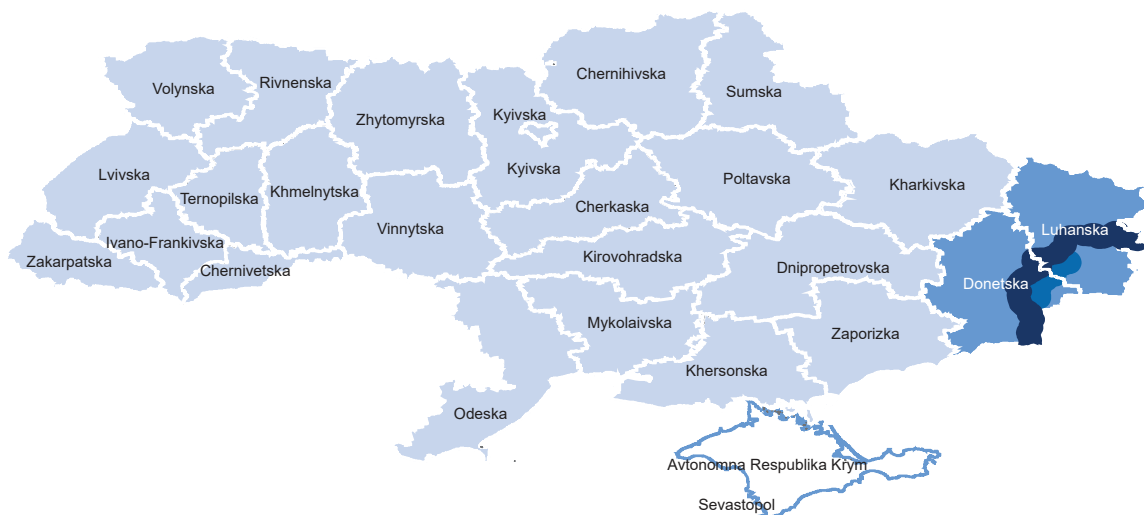 Chernihivska
Rivnenska
Volynska
Sumska
Zhytomyrska
Kyivska
Kyivska
Lvivska
Ternopilska
Khmelnytska
Poltavska
Kharkivska
Cherkaska
Vinnytska
Luhanska
Ivano-Frankivska
Zakarpatska
Chernivetska
Kirovohradska
Dnipropetrovska
Donetska
Mykolaivska
Zaporizka
Khersonska
Odeska
Avtonomna Respublika Krym
Sevastopol